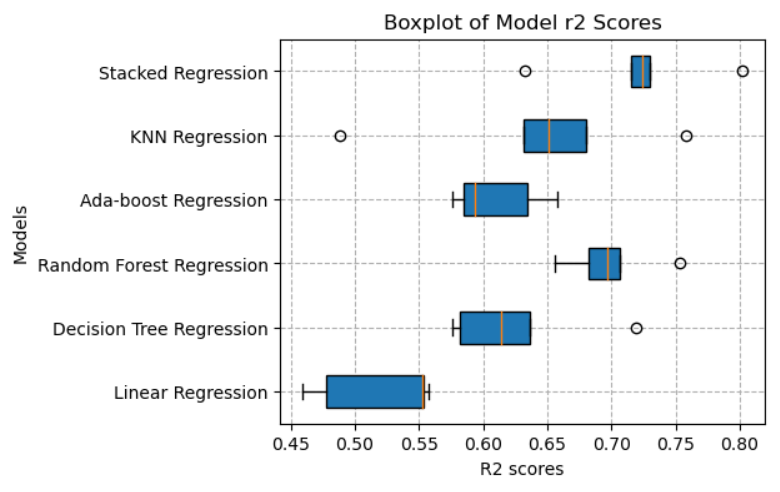 Boxplot of Model r2 Scores
Stacked Regression
KNN Regression
Ada-boost Regression
Random Forest Regression
Decision Tree Regression
Linear Regression
Models
0.45 0.50 0.55 0.60 0.65 0.70 0.75 0.80
R2 scores